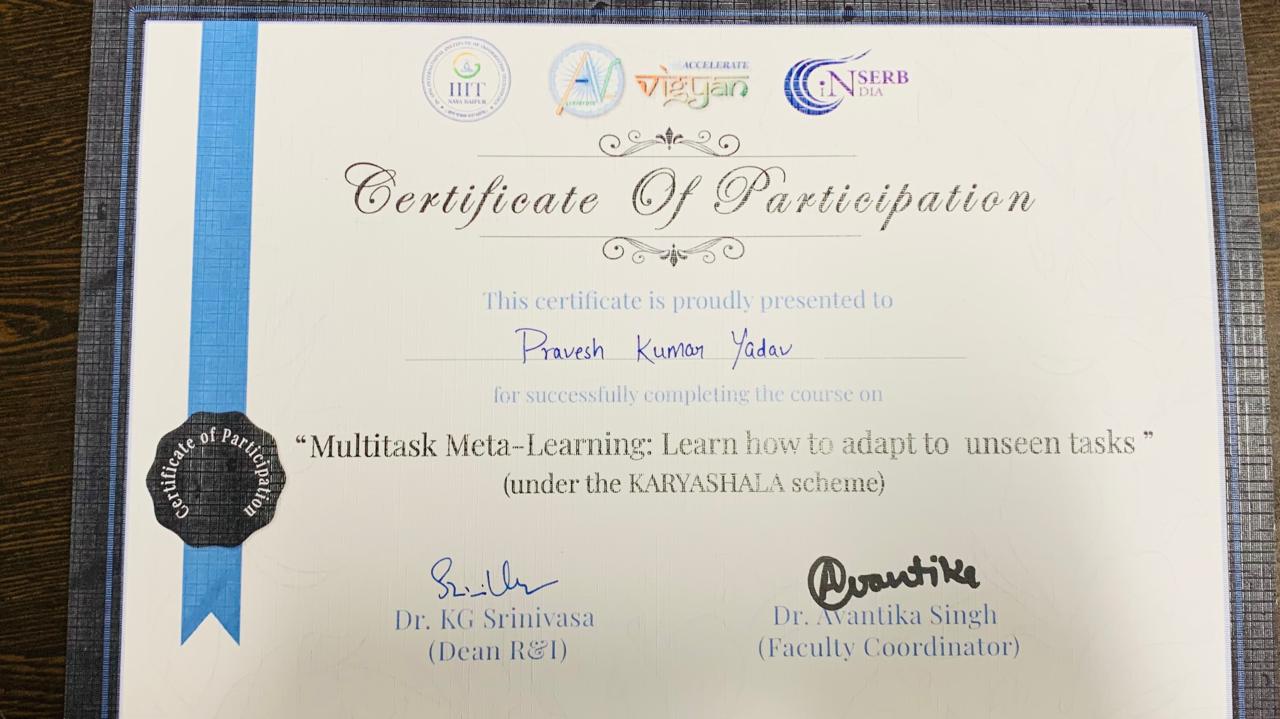 IIIT
NAYA RAIPUR
ACCELERATE
vigyan
iN SERB
DIA
Certificate Of Participation
This certificate is proudly presented to
Pravesh Kumar Yadav
for successfully completing the course on
“Multitask Meta-Learning: Learn how to adapt to unseen tasks”
(under the KARYASHALA scheme)
Certificate of Participation
Avantika
Dr. KG Srinivasa
Dr. Avantika Singh
(Dean R&I)
(Faculty Coordinator)